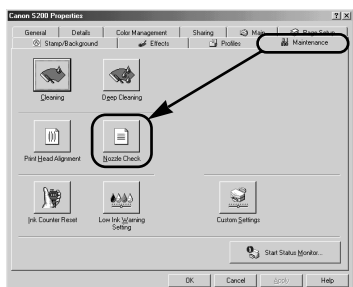 Canon S200 Properties
General Details Color Management Sharing Main Page Setup
Stamp/Background Effects Profiles Maintenance
Cleaning Deep Cleaning
Print Head Alignment Nozzle Check
Ink Counter Reset Low Ink Warning Setting Custom Settings
Start Status Monitor...
OK Cancel Apply Help